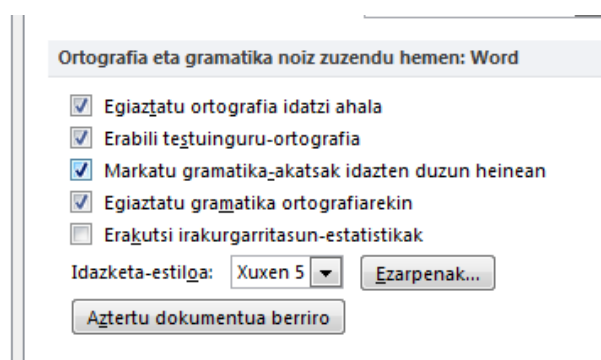 Ortografia eta gramatika noiz zuzendu hemen: Word
Egiaztatu ortografia idatzi ahala
Erabili testuinguru-ortografia
Markatu gramatika-akatsak idazten duzun heinean
Egiaztatu gramatika ortografiarekin
Erakutsi irakurgarritasun-estatistikak
Idazketa-estiloa: Xuxen 5 Ezarpenak...
Aztertu dokumentua berriro